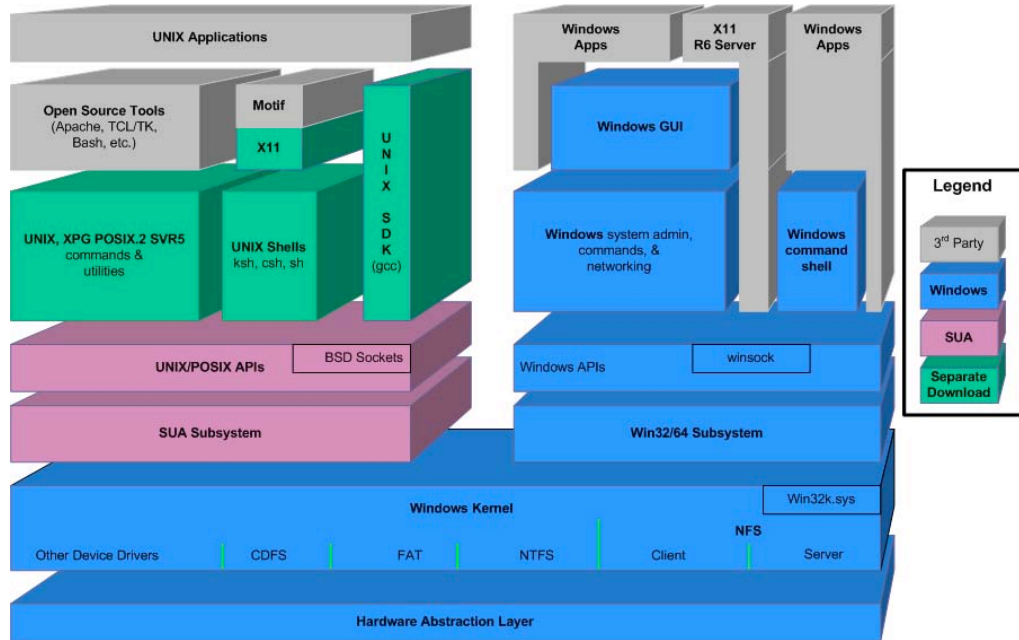 UNIX Applications
Windows
Apps
X11
R6 Server
Windows
Apps
Open Source Tools
(Apache, TCL/TK,
Bash, etc.)
Motif
X11
U
N
I
X
S
D
K
(gcc)
Windows GUI
UNIX, XPG POSIX.2 SVR5
commands &
utilities
UNIX Shells
ksh, csh, sh
Windows system admin,
commands, &
networking
Windows
command
shell
Legend
3rd Party
Windows
SUA
Separate
Download
UNIX/POSIX APIs
BSD Sockets
Windows APIs
winsock
SUA Subsystem
Win32/64 Subsystem
Windows Kernel
Win32k.sys
NFS
Other Device Drivers
CDFS
FAT
NTFS
Client
Server
Hardware Abstraction Layer